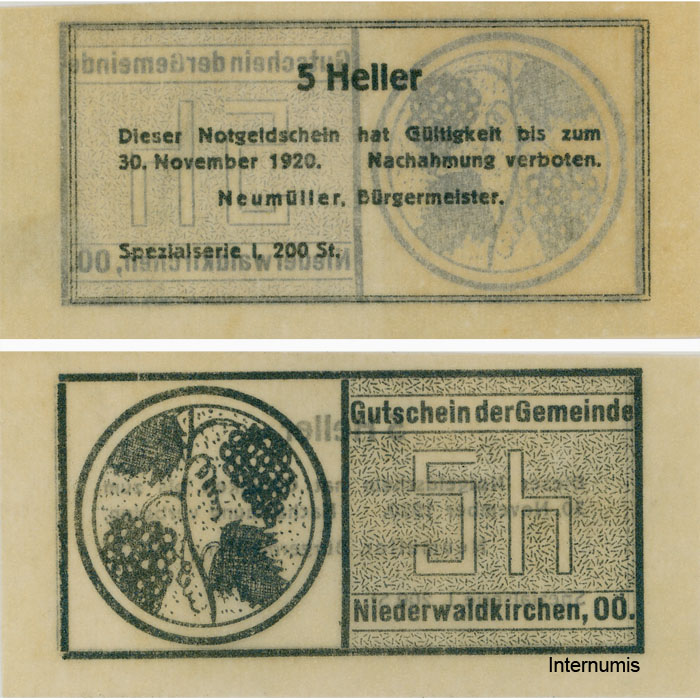 5 Heller
Dieser Notgeldschein hat Gültigkeit bis zum
30. November 1920. Nachahmung verboten.
Neumüller, Bürgermeister.
Spezialserie I, 200 St.
Gutschein der Gemeinde
5h
Niederwaldkirchen, OÖ.
Internumis